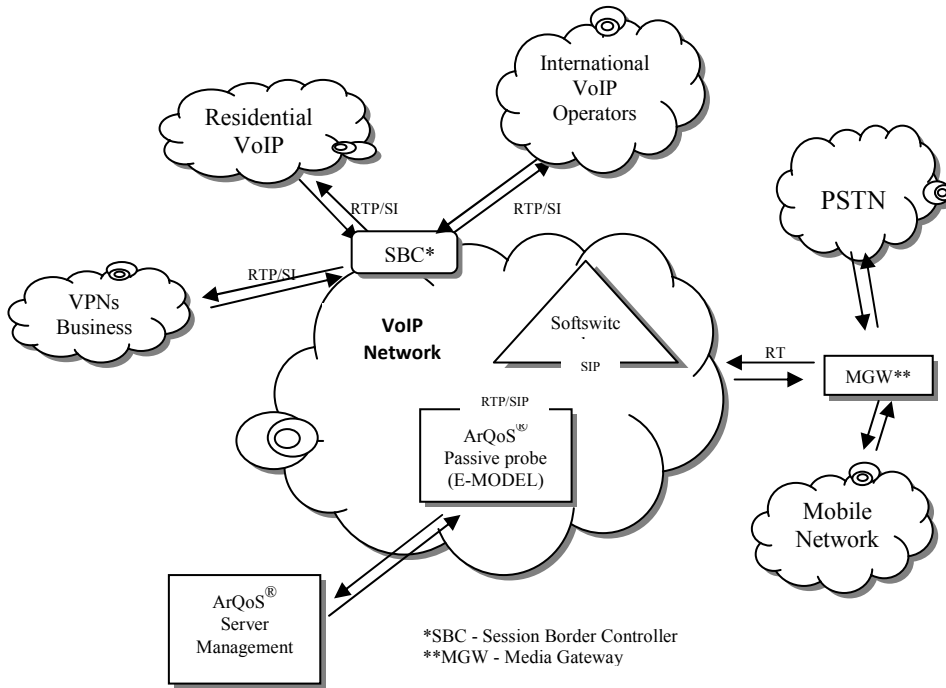 International
VoIP
Operators
Residential
VoIP
PSTN
RTP/SI
RTP/SI
SBC*
RTP/SI
VPNs
Business
VoIP
Network
Softswitc
SIP
RT
MGW**
RTP/SIP
ArQoS®
Passive probe
(E-MODEL)
Mobile
Network
ArQoS®
Server
Management
*SBC - Session Border Controller
**MGW - Media Gateway